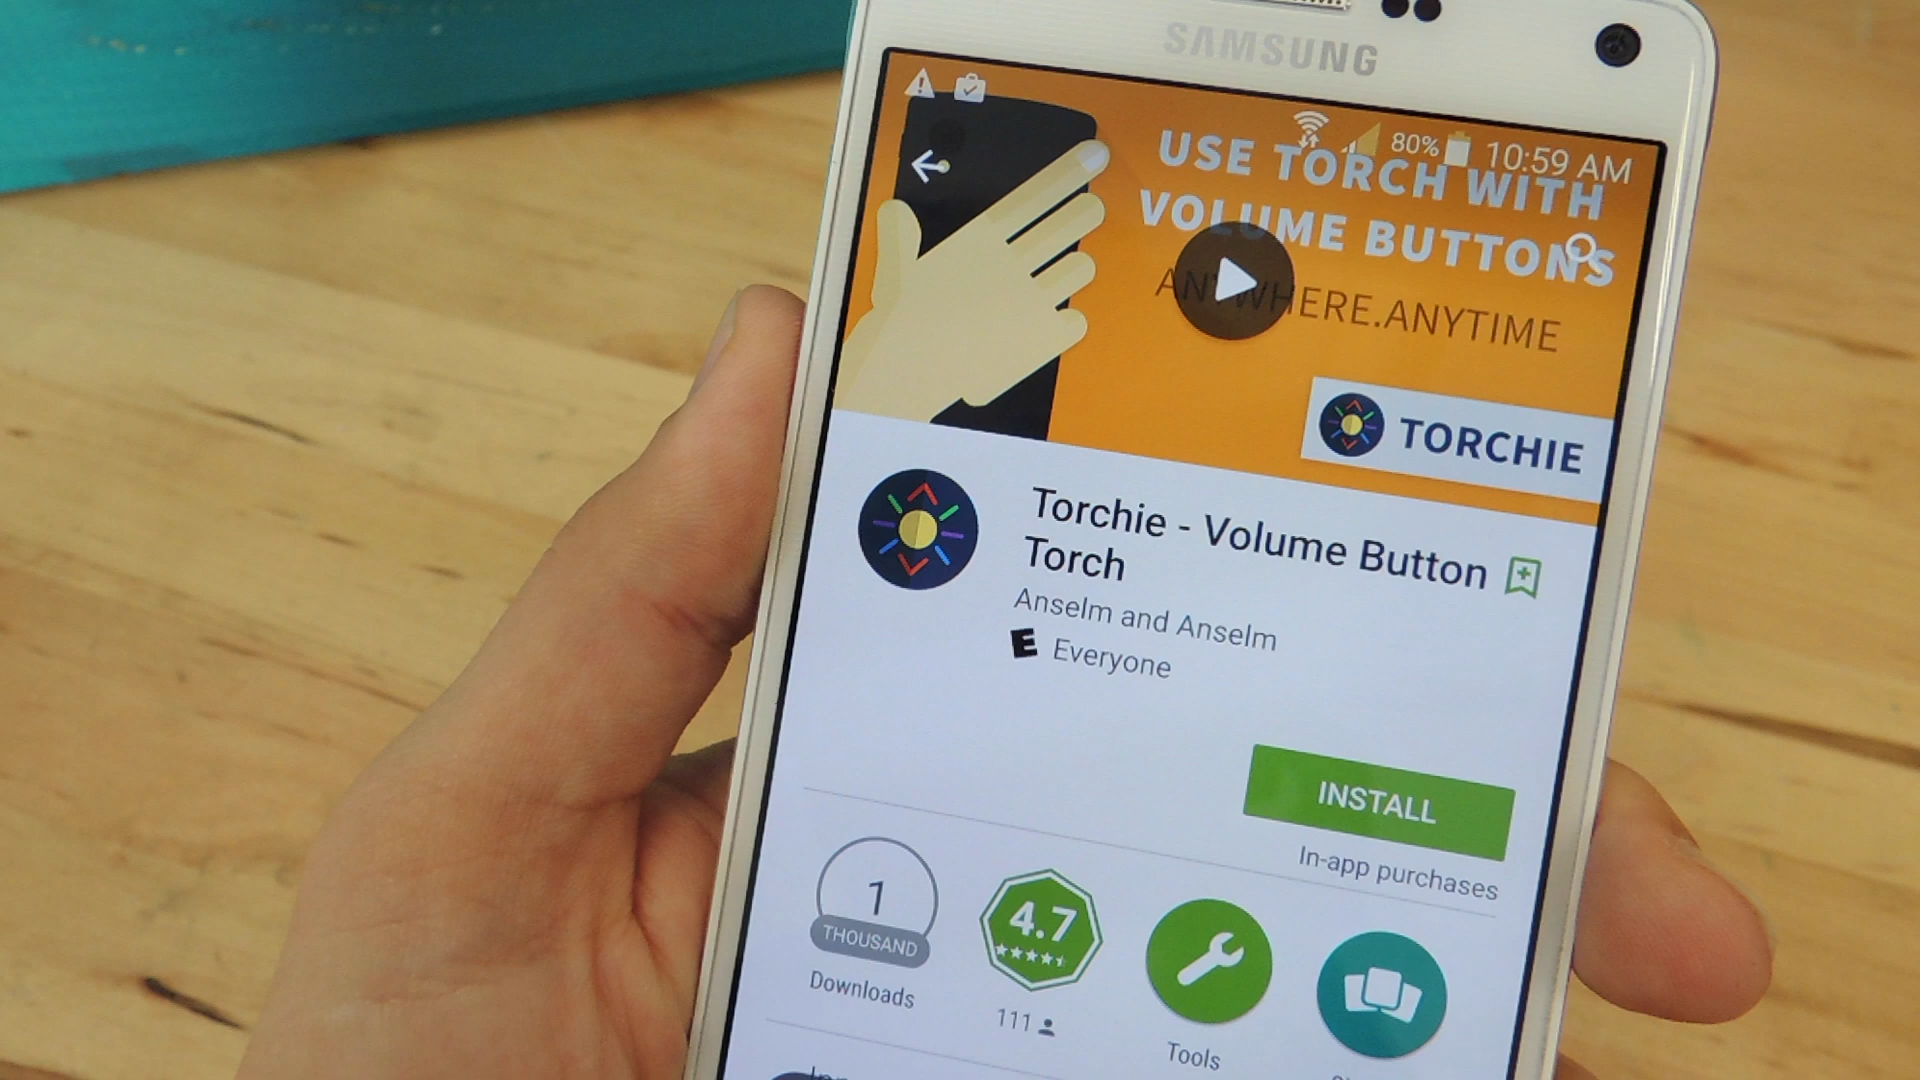 SAMSUNG
80% 10:59 AM
USE TORCH WITH
VOLUME BUTTONS
ANYWHERE.ANYTIME
TORCHIE
Torchie - Volume Button
Torch
Anselm and Anselm
E Everyone
INSTALL
In-app purchases
1
THOUSAND
Downloads
4.7
111
Tools